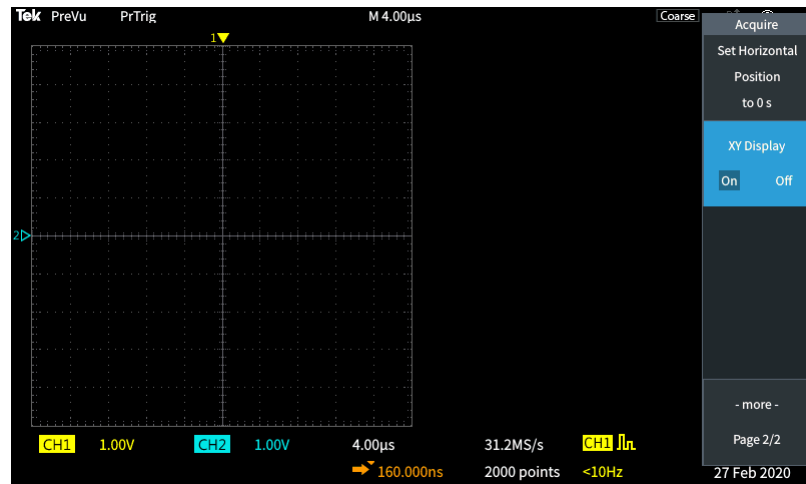 Tek PreVu PrTrig M 4.00µs Coarse
Acquire
Set Horizontal
Position
to 0 s
1
XY Display
On Off
2
- more -
Page 2/2
CH1 1.00V CH2 1.00V 4.00µs 31.2MS/s CH1
160.000ns 2000 points <10Hz 27 Feb 2020